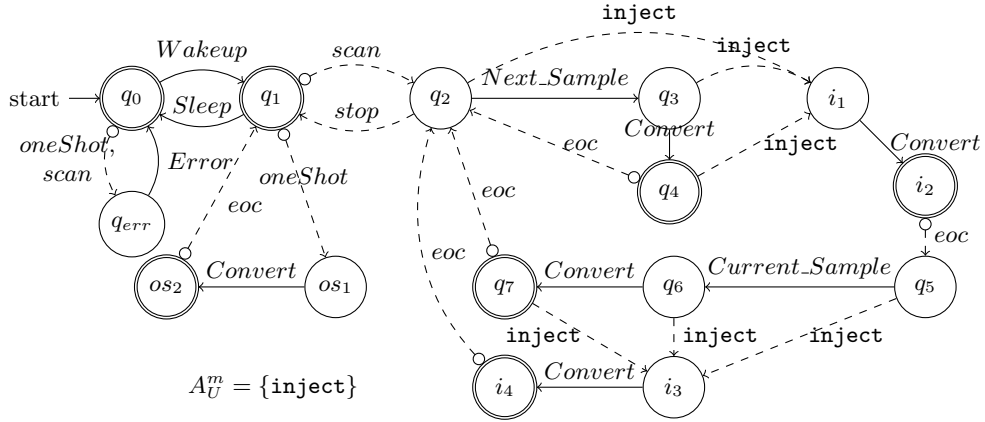 inject
Wakeup
scan
inject
start
q0
Sleep
q1
stop
q2
Next_Sample
q3
i1
Convert
Convert
oneShot,
scan
Error
oneShot
eoc
inject
q4
i2
qerr
eoc
eoc
eoc
os2
Convert
os1
eoc
q7
Convert
q6
Current_Sample
q5
inject
inject
inject
A^m_U = {inject}
i4
Convert
i3